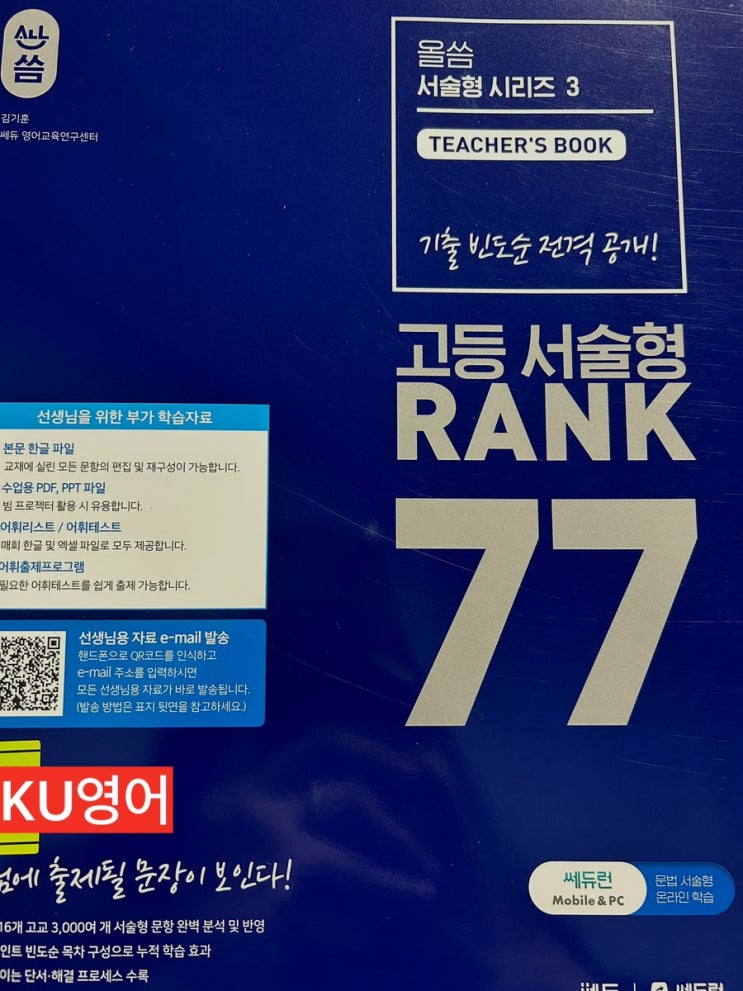 ALL
씀
김기훈
쎄듀 영어교육연구센터
올씀
서술형 시리즈 3
TEACHER'S BOOK
기출 빈도순 전격 공개!
고등 서술형
RANK
77
선생님을 위한 부가 학습자료
본문 한글 파일
교재에 실린 모든 문항의 편집 및 재구성이 가능합니다.
수업용 PDF, PPT 파일
빔 프로젝터 활용 시 유용합니다.
어휘리스트 / 어휘테스트
매회 한글 및 엑셀 파일로 모두 제공합니다.
어휘출제프로그램
필요한 어휘테스트를 쉽게 출제 가능합니다.
선생님용 자료 e-mail 발송
핸드폰으로 QR코드를 인식하고
e-mail 주소를 입력하시면
모든 선생님용 자료가 바로 발송됩니다.
(발송 방법은 표지 뒷면을 참고하세요.)
KU영어
출제될 문장이 보인다!
쎄듀런
Mobile & PC
문법 서술형
온라인 학습
16개 고교 3,000여 개 서술형 문항 완벽 분석 및 반영
인트 빈도순 목차 구성으로 누적 학습 효과
이는 단서·해결 프로세스 수록